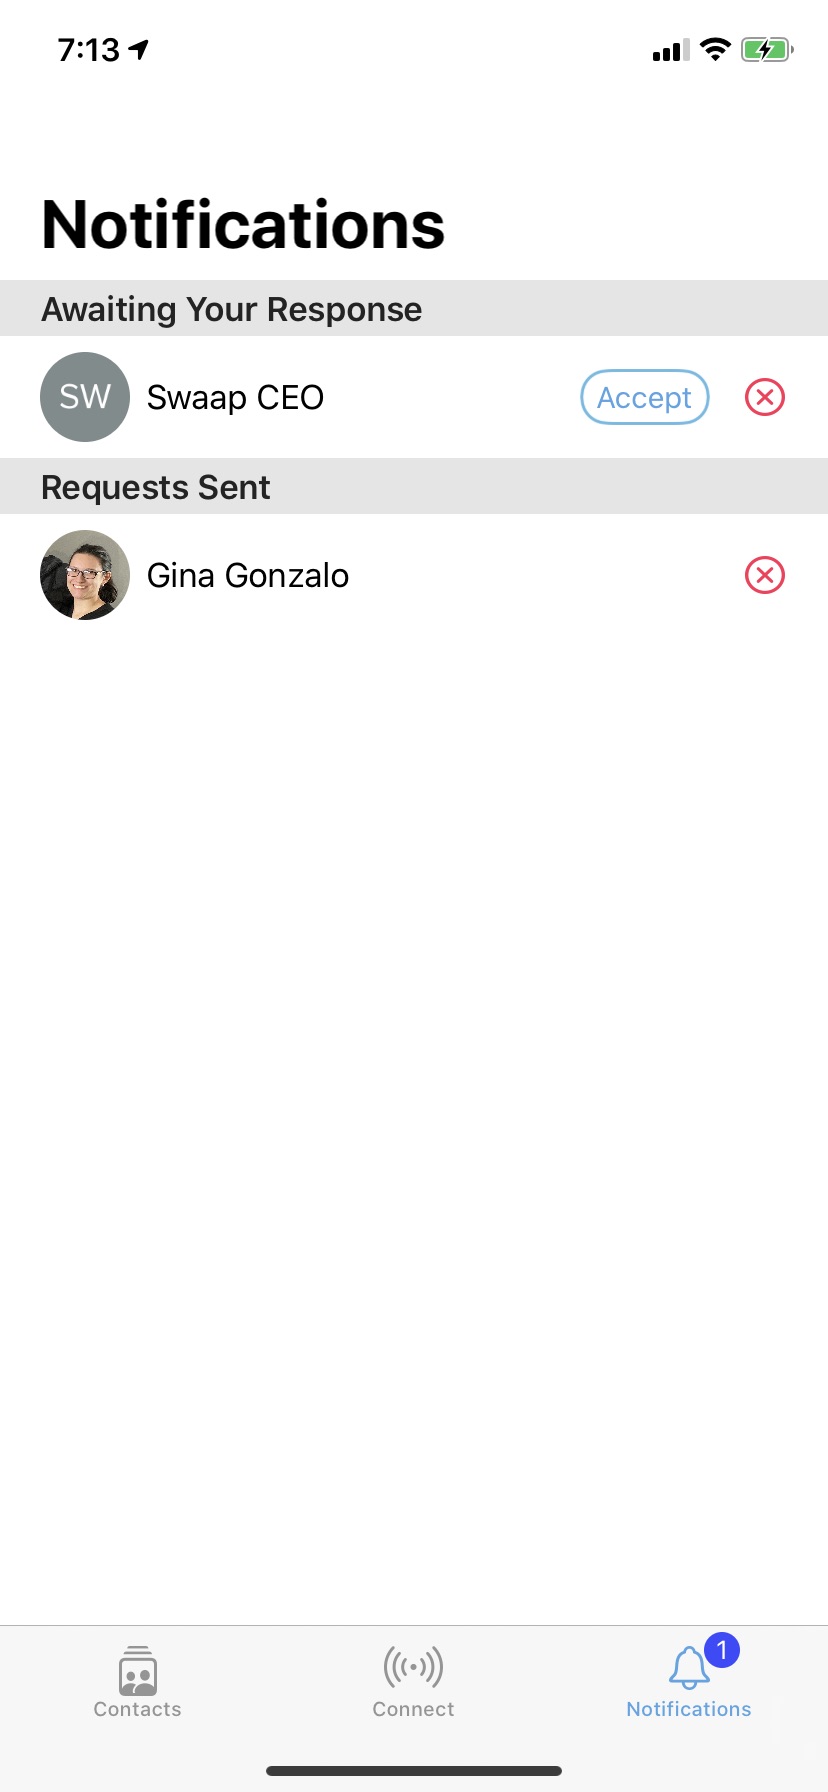 7:13
Notifications
Awaiting Your Response
SW
Swaap CEO
Accept
Requests Sent
Gina Gonzalo
1
Contacts
Connect
Notifications